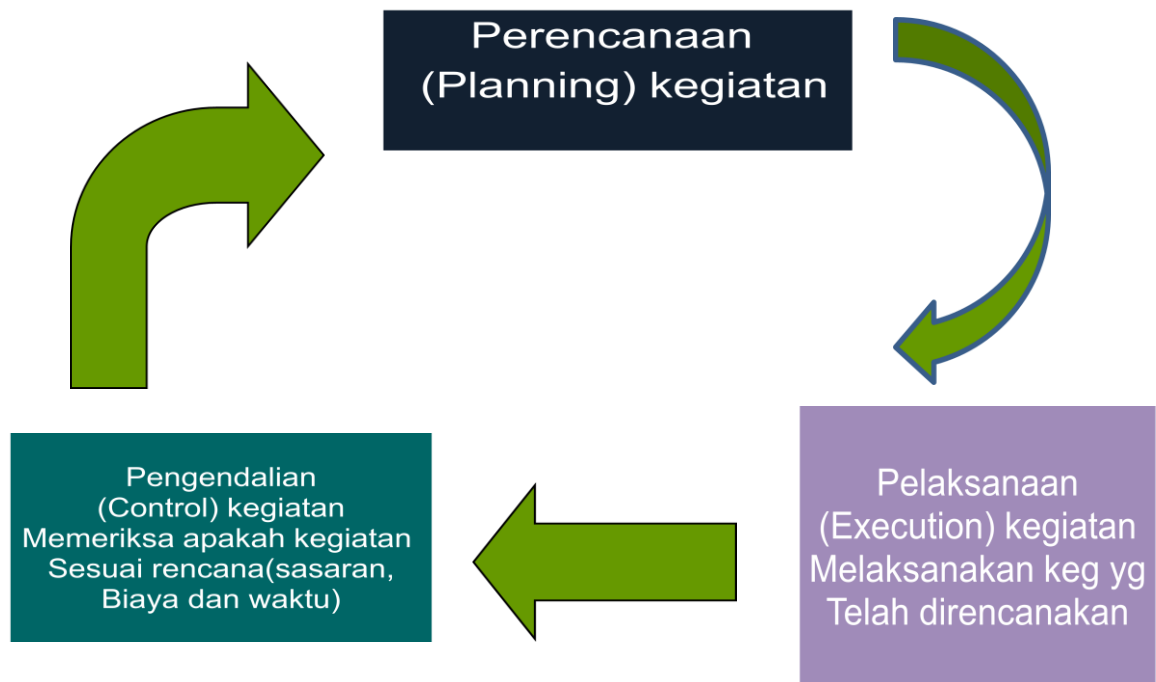 Perencanaan
(Planning) kegiatan
Pengendalian
(Control) kegiatan
Memeriksa apakah kegiatan
Sesuai rencana(sasaran,
Biaya dan waktu)
Pelaksanaan
(Execution) kegiatan
Melaksanakan keg yg
Telah direncanakan